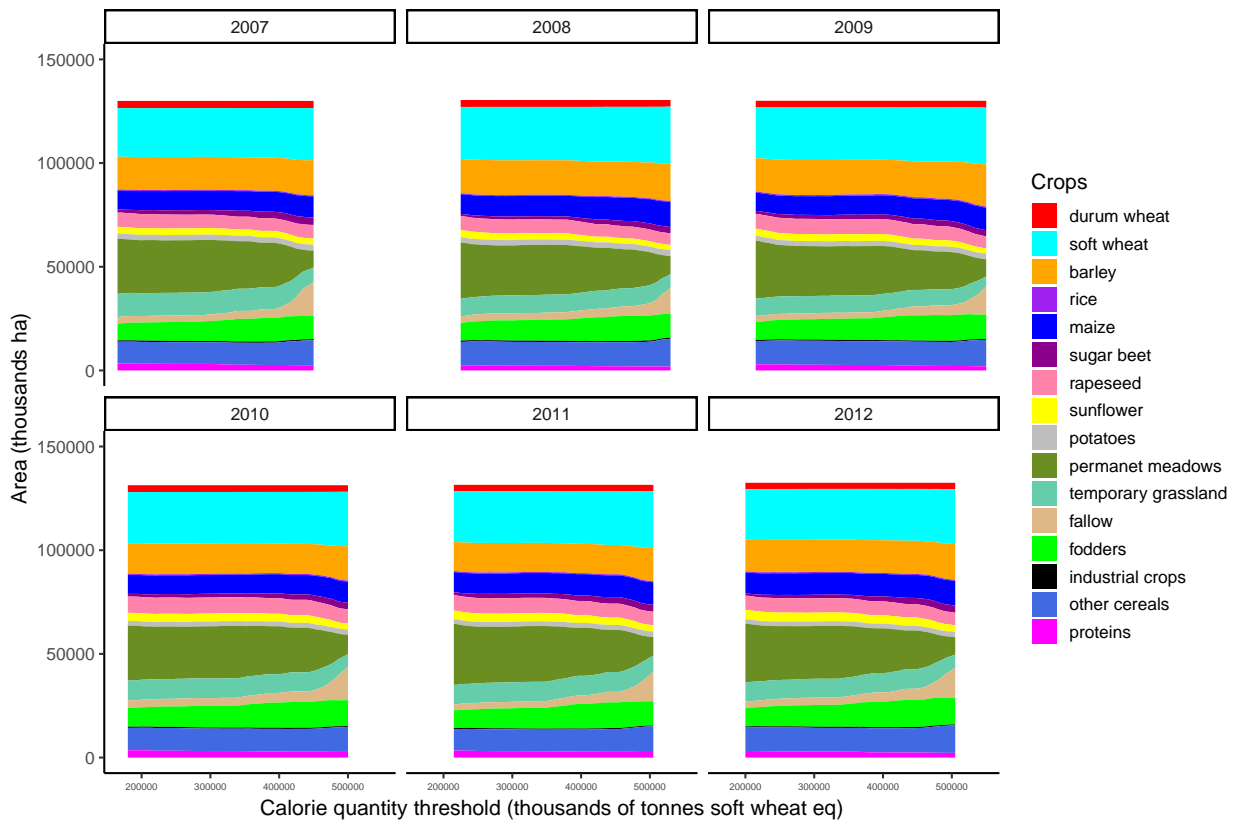 2007
2008
2009
150000
100000
50000
0
2010
2011
2012
150000
100000
50000
0
200000
300000
400000
500000
200000
300000
400000
500000
200000
300000
400000
500000
Area (thousands ha)
Calorie quantity threshold (thousands of tonnes soft wheat eq)
Crops
durum wheat
soft wheat
barley
rice
maize
sugar beet
rapeseed
sunflower
potatoes
permanet meadows
temporary grassland
fallow
fodders
industrial crops
other cereals
proteins